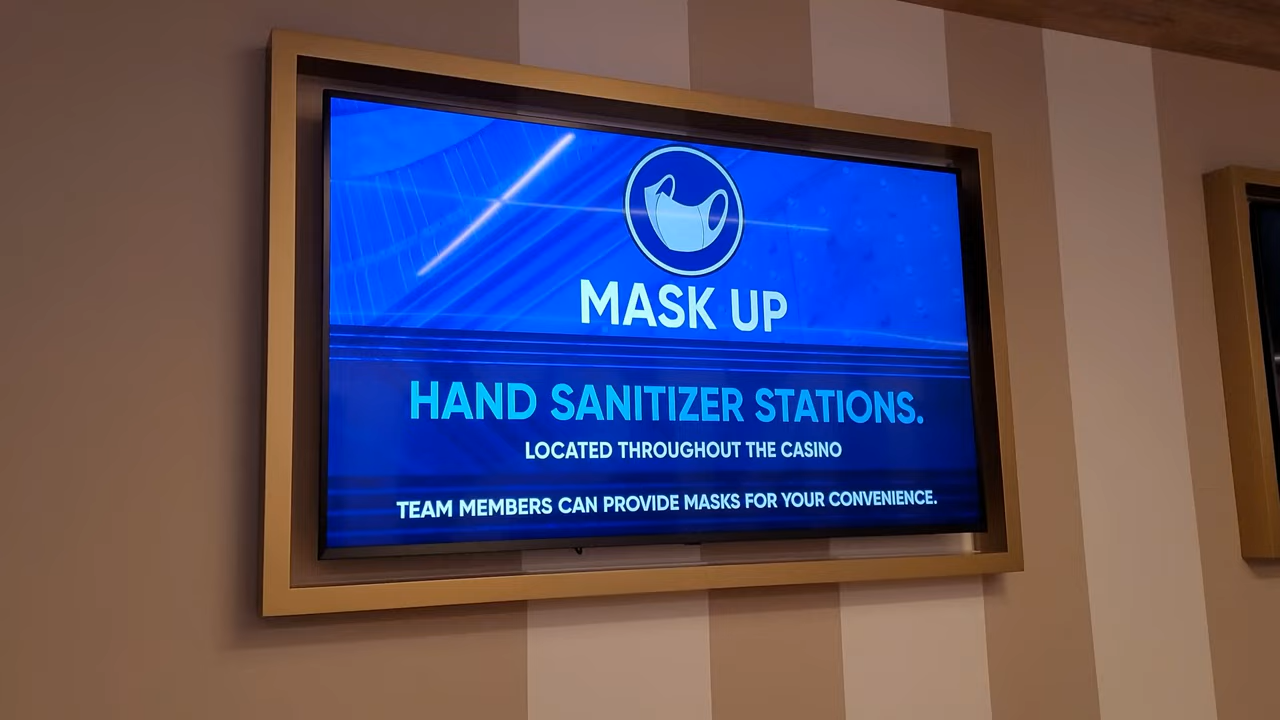 MASK UP
HAND SANITIZER STATIONS.
LOCATED THROUGHOUT THE CASINO
TEAM MEMBERS CAN PROVIDE MASKS FOR YOUR CONVENIENCE.